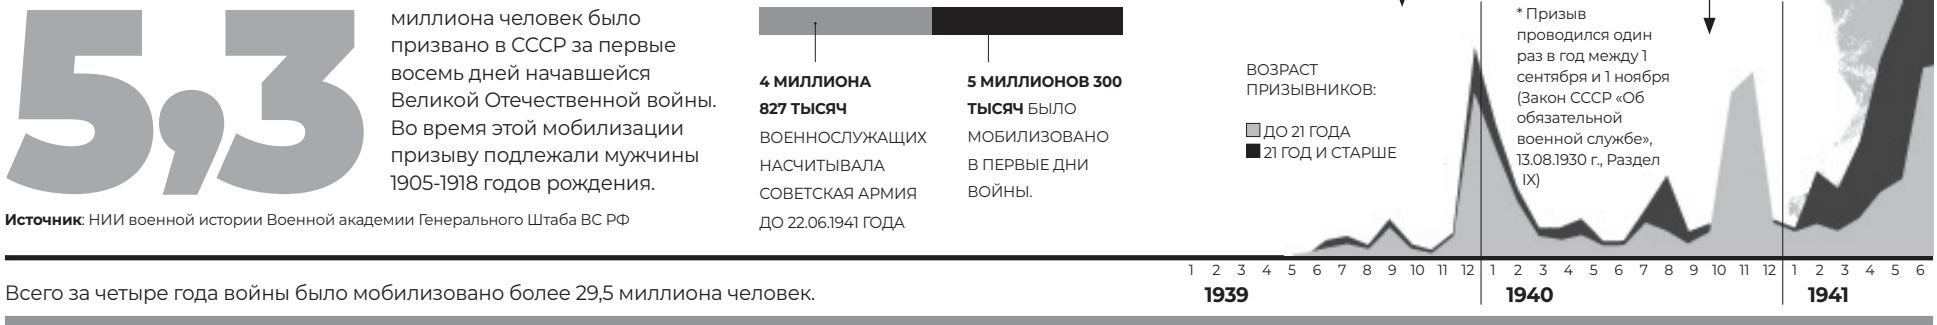 5,3
миллиона человек было
призвано в СССР за первые
восемь дней начавшейся
Великой Отечественной войны.
Во время этой мобилизации
призыву подлежали мужчины
1905-1918 годов рождения.
Источник: НИИ военной истории Военной академии Генерального Штаба ВС РФ
4 МИЛЛИОНА
827 ТЫСЯЧ
ВОЕННОСЛУЖАЩИХ
НАСЧИТЫВАЛА
СОВЕТСКАЯ АРМИЯ
ДО 22.06.1941 ГОДА
5 МИЛЛИОНОВ 300
ТЫСЯЧ БЫЛО
МОБИЛИЗОВАНО
В ПЕРВЫЕ ДНИ
ВОЙНЫ.
ВОЗРАСТ
ПРИЗЫВНИКОВ:
ДО 21 ГОДА
21 ГОД И СТАРШЕ
* Призыв
проводился один
раз в год между 1
сентября и 1 ноября
(Закон СССР «Об
обязательной
военной службе»,
13.08.1930 г., Раздел
IX)
1 2 3 4 5 6 7 8 9 10 11 12 1 2 3 4 5 6 7 8 9 10 11 12 1 2 3 4 5 6
1939 1940 1941
Всего за четыре года войны было мобилизовано более 29,5 миллиона человек.